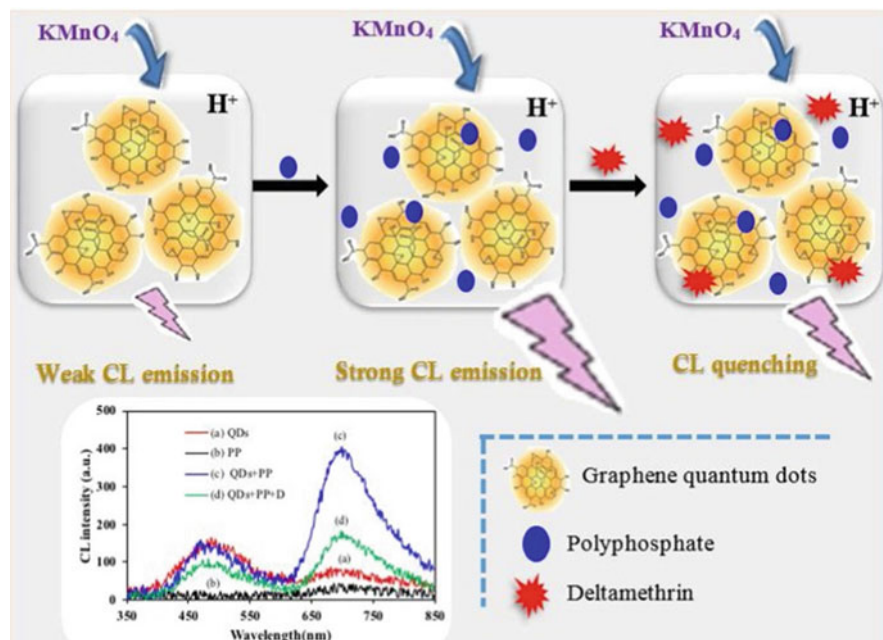 KMnO₄ KMnO₄ KMnO₄
H⁺ H⁺ H⁺
Weak CL emission Strong CL emission CL quenching
500
400
300
200
100
0
CL intensity (a.u.)
(a) QDs
(b) PP
(c) QDs+PP
(d) QDs+PP+D
(c)
(d)
(a)
(b)
350 450 550 650 750 850
Wavelength(nm)
Graphene quantum dots
Polyphosphate
Deltamethrin